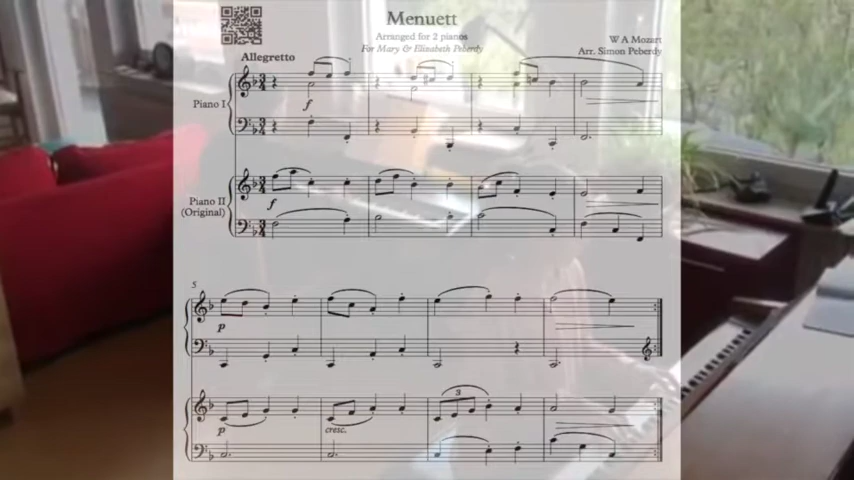 Menuett
Arranged for 2 pianos
For Mary & Elizabeth Peberdy
W A Mozart
Arr. Simon Peberdy
Allegretto
Piano I
f
Piano II
(Original)
f
5
p
3
p
cresc.